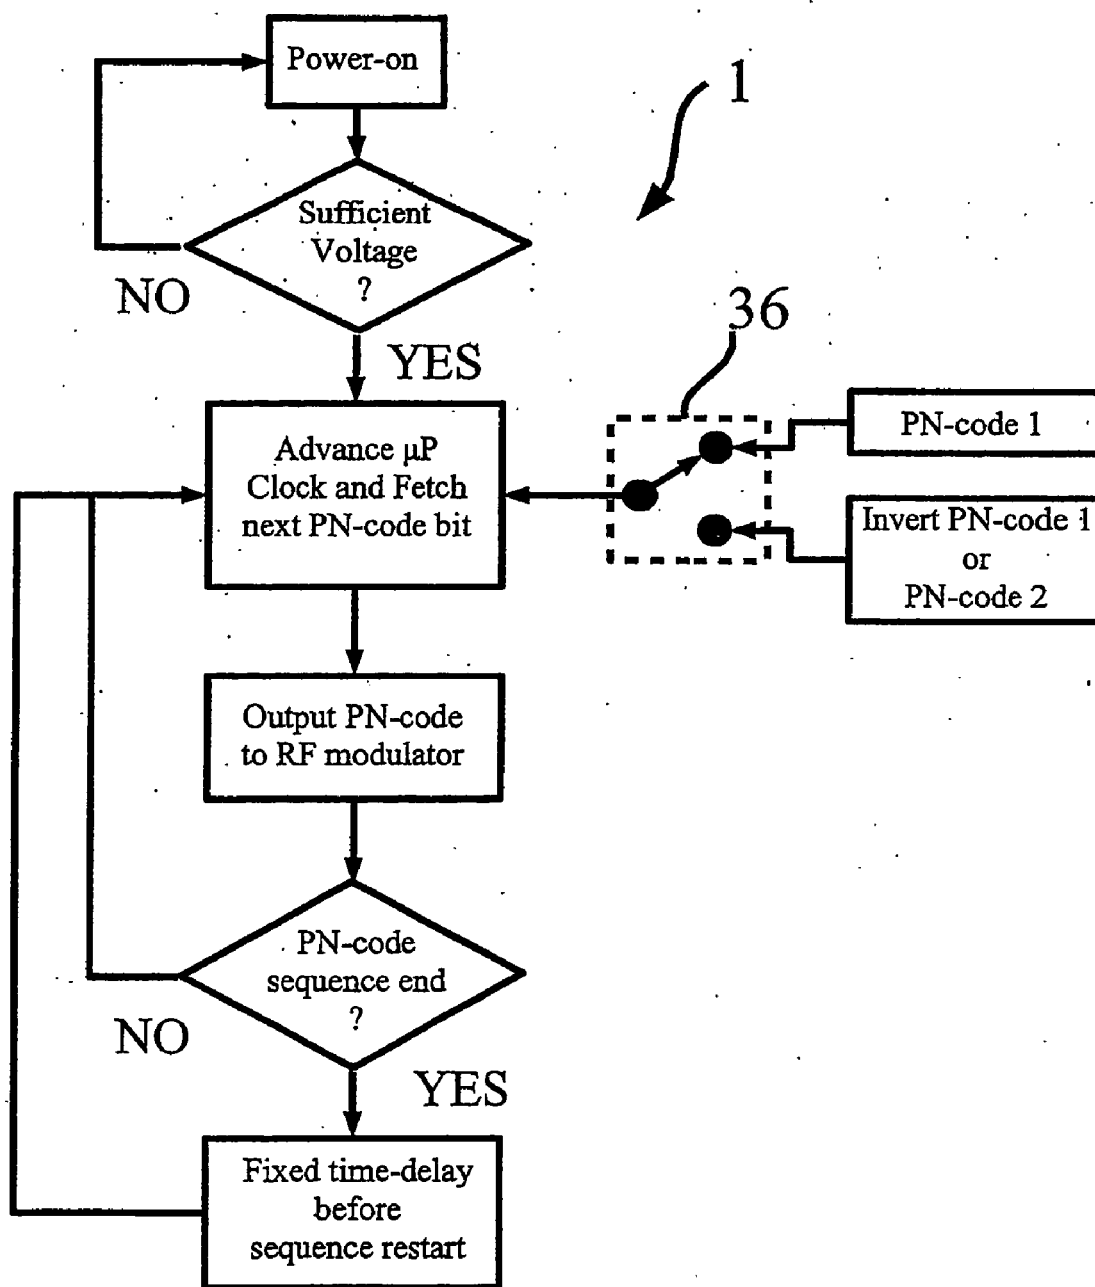 Power-on
1
Sufficient
Voltage
?
NO
YES
36
Advance μP
Clock and Fetch
next PN-code bit
PN-code 1
Invert PN-code 1
or
PN-code 2
Output PN-code
to RF modulator
PN-code
sequence end
?
NO
YES
Fixed time-delay
before
sequence restart